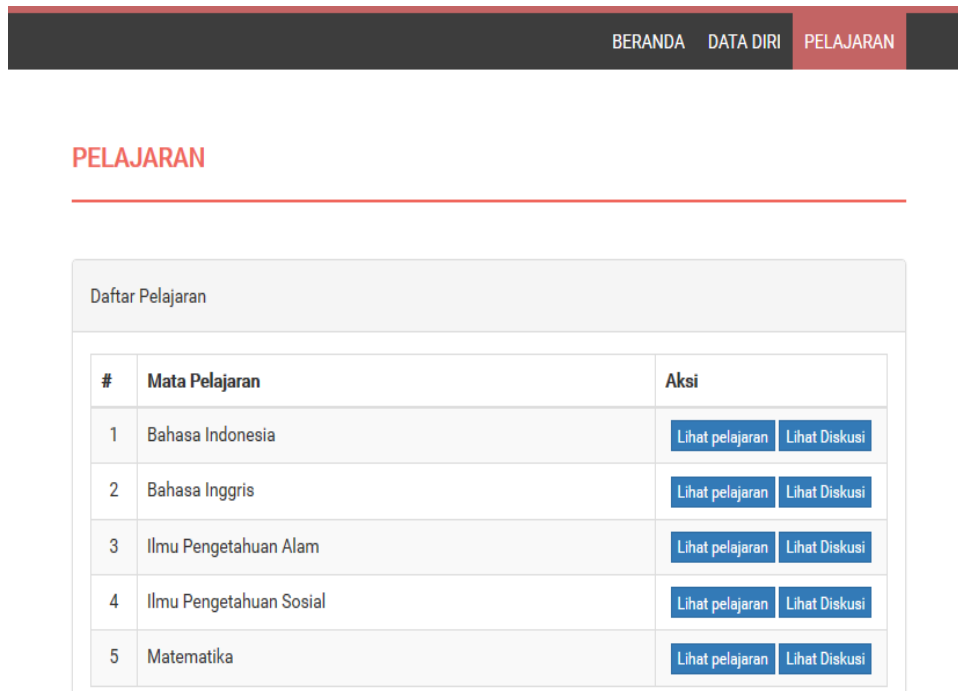 BERANDA DATA DIRI PELAJARAN
PELAJARAN
Daftar Pelajaran
# Mata Pelajaran Aksi
1 Bahasa Indonesia Lihat pelajaran Lihat Diskusi
2 Bahasa Inggris Lihat pelajaran Lihat Diskusi
3 Ilmu Pengetahuan Alam Lihat pelajaran Lihat Diskusi
4 Ilmu Pengetahuan Sosial Lihat pelajaran Lihat Diskusi
5 Matematika Lihat pelajaran Lihat Diskusi